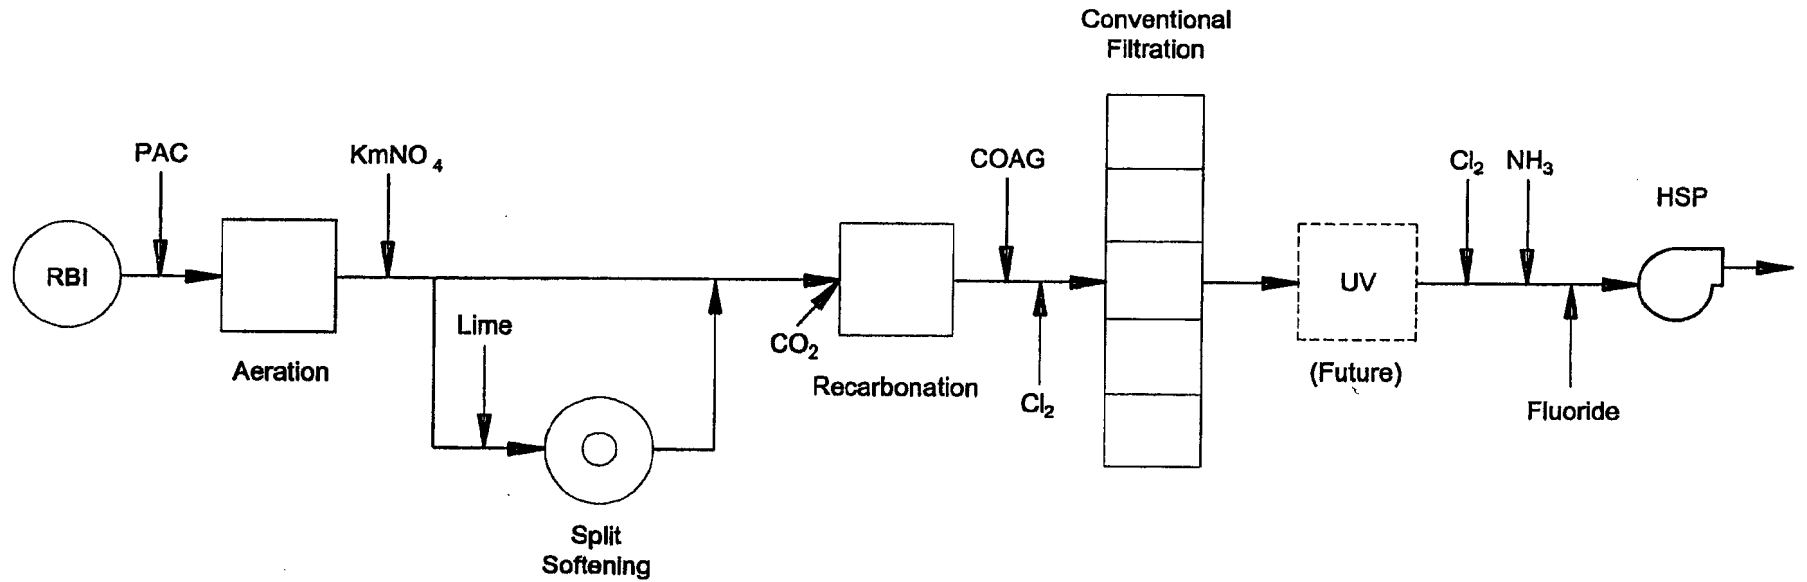 Conventional
Filtration
PAC
KmNO4
COAG
Cl2
NH3
HSP
RBI
UV
Lime
CO2
Aeration
Recarbonation
(Future)
Cl2
Fluoride
Split
Softening